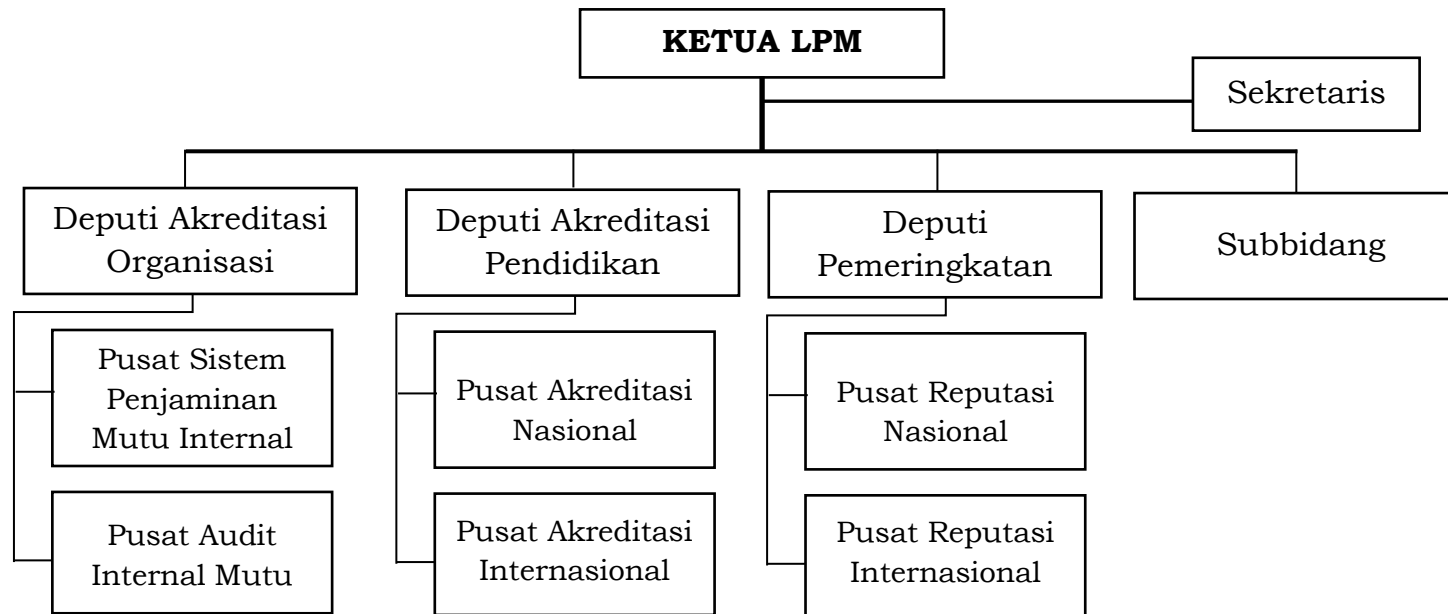 KETUA LPM
Sekretaris
Deputi Akreditasi
Organisasi
Deputi Akreditasi
Pendidikan
Deputi
Pemeringkatan
Subbidang
Pusat Sistem
Penjaminan
Mutu Internal
Pusat Akreditasi
Nasional
Pusat Reputasi
Nasional
Pusat Audit
Internal Mutu
Pusat Akreditasi
Internasional
Pusat Reputasi
Internasional